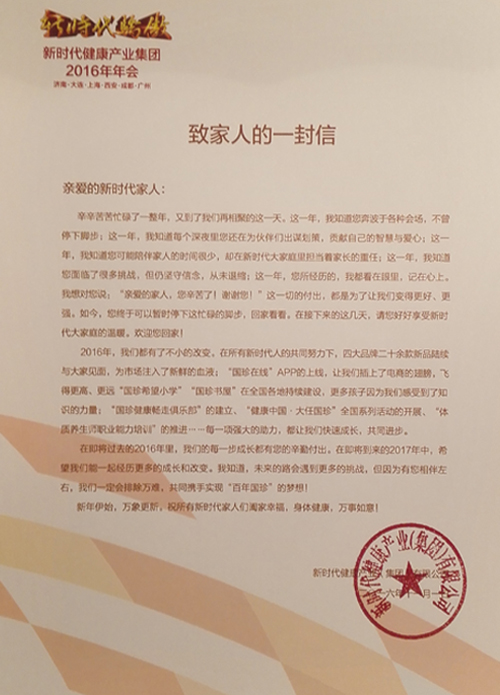 时代骄傲
新时代健康产业集团
2016年年会
济南·大连·上海·西安·成都·广州
致家人的一封信
亲爱的新时代家人：
辛辛苦苦忙碌了一整年，又到了我们再相聚的这一天。这一年，我知道您奔波于各种会场，不曾
停下脚步；这一年，我知道每个深夜里您还在为伙伴们出谋划策，贡献自己的智慧与爱心；这一
年，我知道您可能陪伴家人的时间很少，却在新时代大家庭里担当着家长的责任；这一年，我知道
您面临了很多挑战，但仍坚守信念，从未退缩；这一年，您所经历的，我都看在眼里，记在心上。
我想对您说：“亲爱的家人，您辛苦了！谢谢您！”这一切的付出，都是为了让我们变得更好、更
强。如今，您终于可以暂时停下这忙碌的脚步，回家看看。在接下来的这几天，请您好好享受新时
代大家庭的温暖。欢迎您回家！
2016年，我们都有了不小的改变。在所有新时代人的共同努力下，四大品牌二十余款新品陆续
与大家见面，为市场注入了新鲜的血液；“国珍在线”APP的上线，让我们插上了电商的翅膀，飞
得更高、更远“国珍希望小学”“国珍书屋”在全国各地持续建设，更多孩子因为我们感受到了知
识的力量；“国珍健康畅走俱乐部”的建立、“健康中国·大任国珍”全国系列活动的开展、“体
质养生师职业能力培训”的推进……每一项强大的助力，都让我们快速成长，共同进步。
在即将过去的2016年里，我们的每一步成长都有您的辛勤付出。在即将到来的2017年中，希
望我们能一起经历更多的成长和改变。我知道，未来的路会遇到更多的挑战，但因为有您相伴左
右，我们一定会排除万难，共同携手实现“百年国珍”的梦想！
新年伊始，万象更新，祝所有新时代家人们阖家幸福，身体健康，万事如意！
新时代健康产业（集团）有限公司
新时代健康产业(集团)有限公司